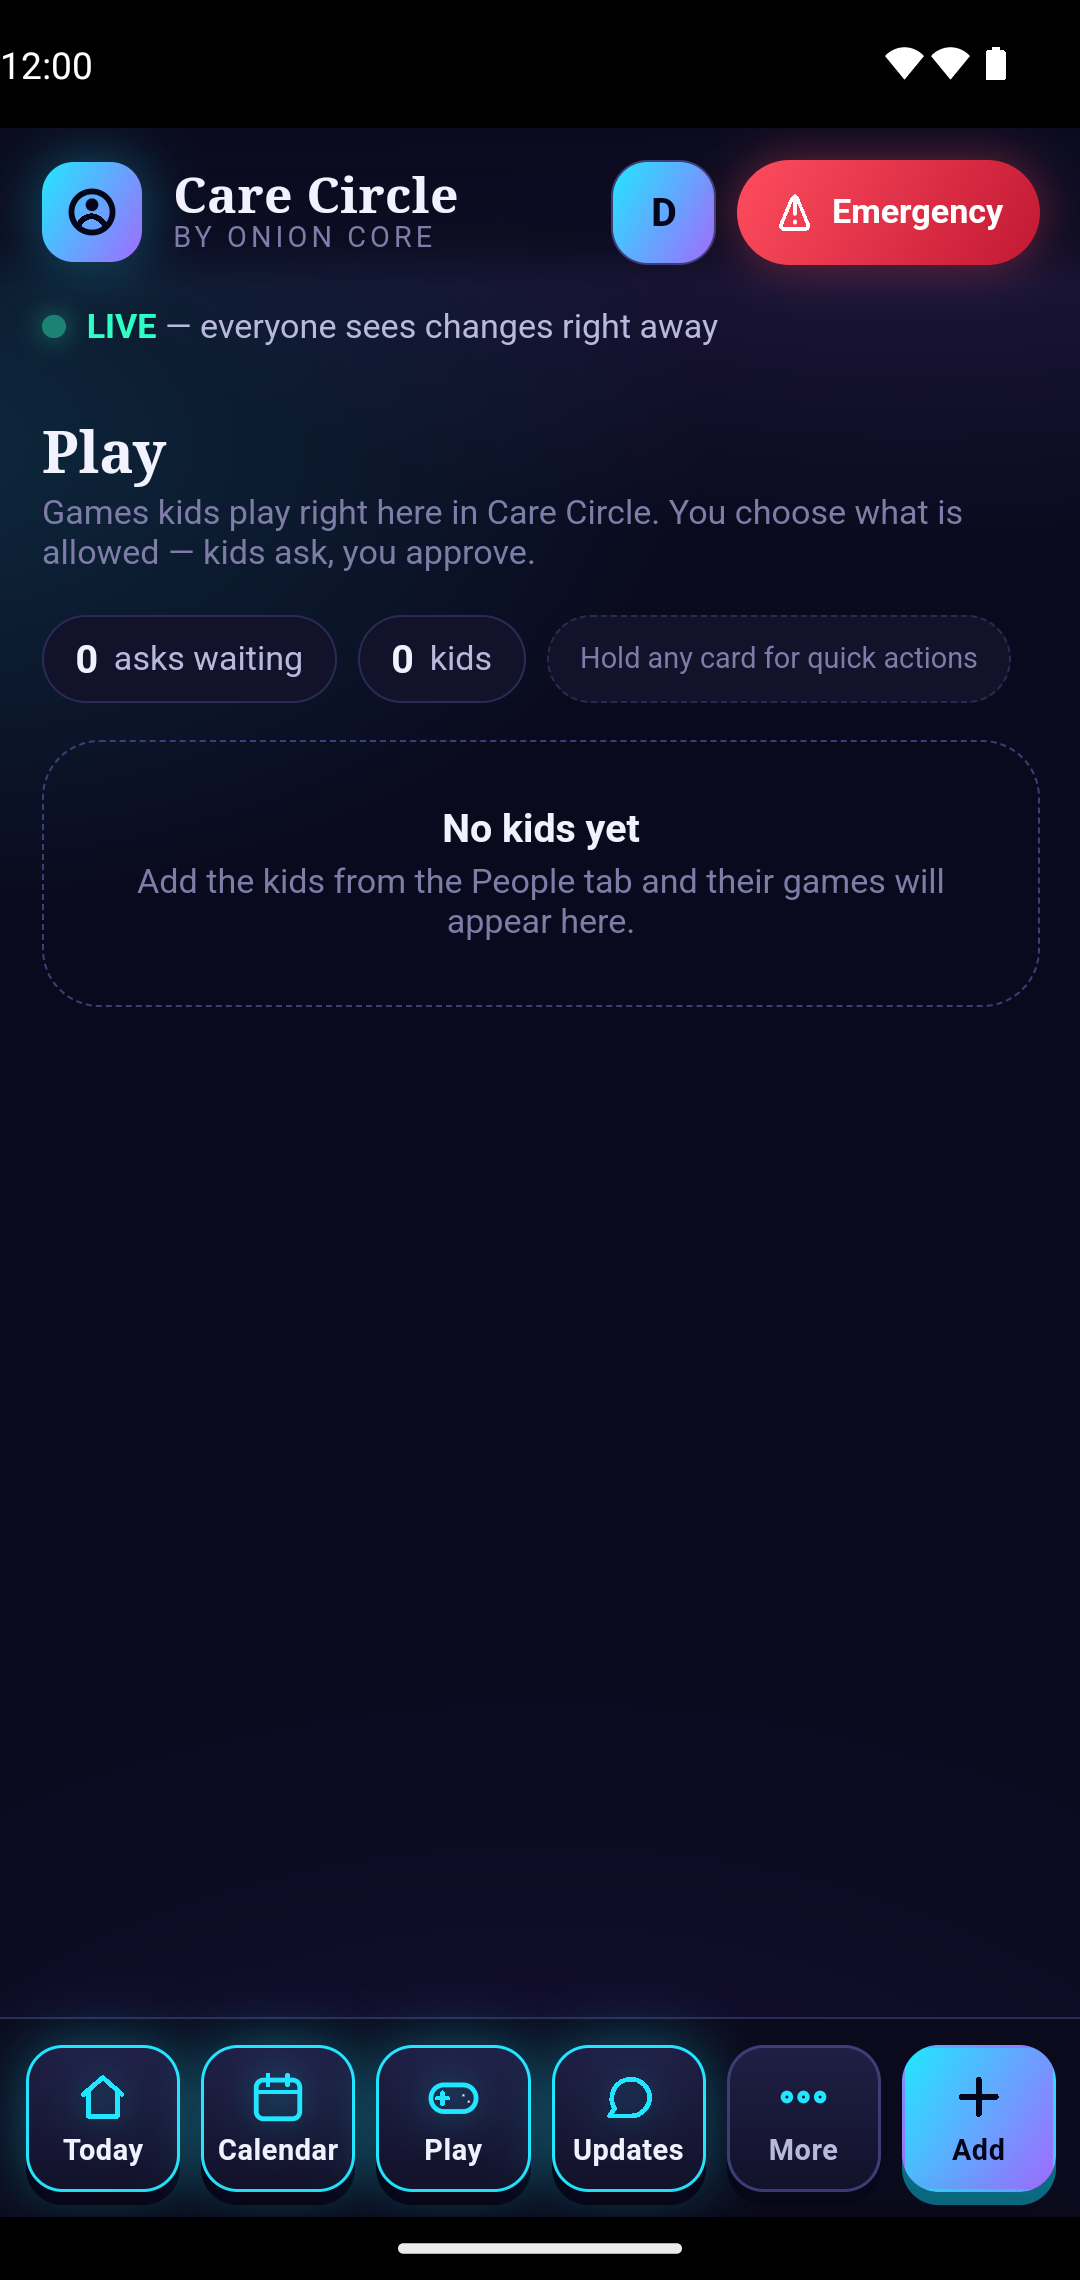 12:00
Care Circle
BY ONION CORE
D
Emergency
LIVE — everyone sees changes right away
Play
Games kids play right here in Care Circle. You choose what is
allowed — kids ask, you approve.
0 asks waiting
0 kids
Hold any card for quick actions
No kids yet
Add the kids from the People tab and their games will
appear here.
Today
Calendar
Play
Updates
More
Add